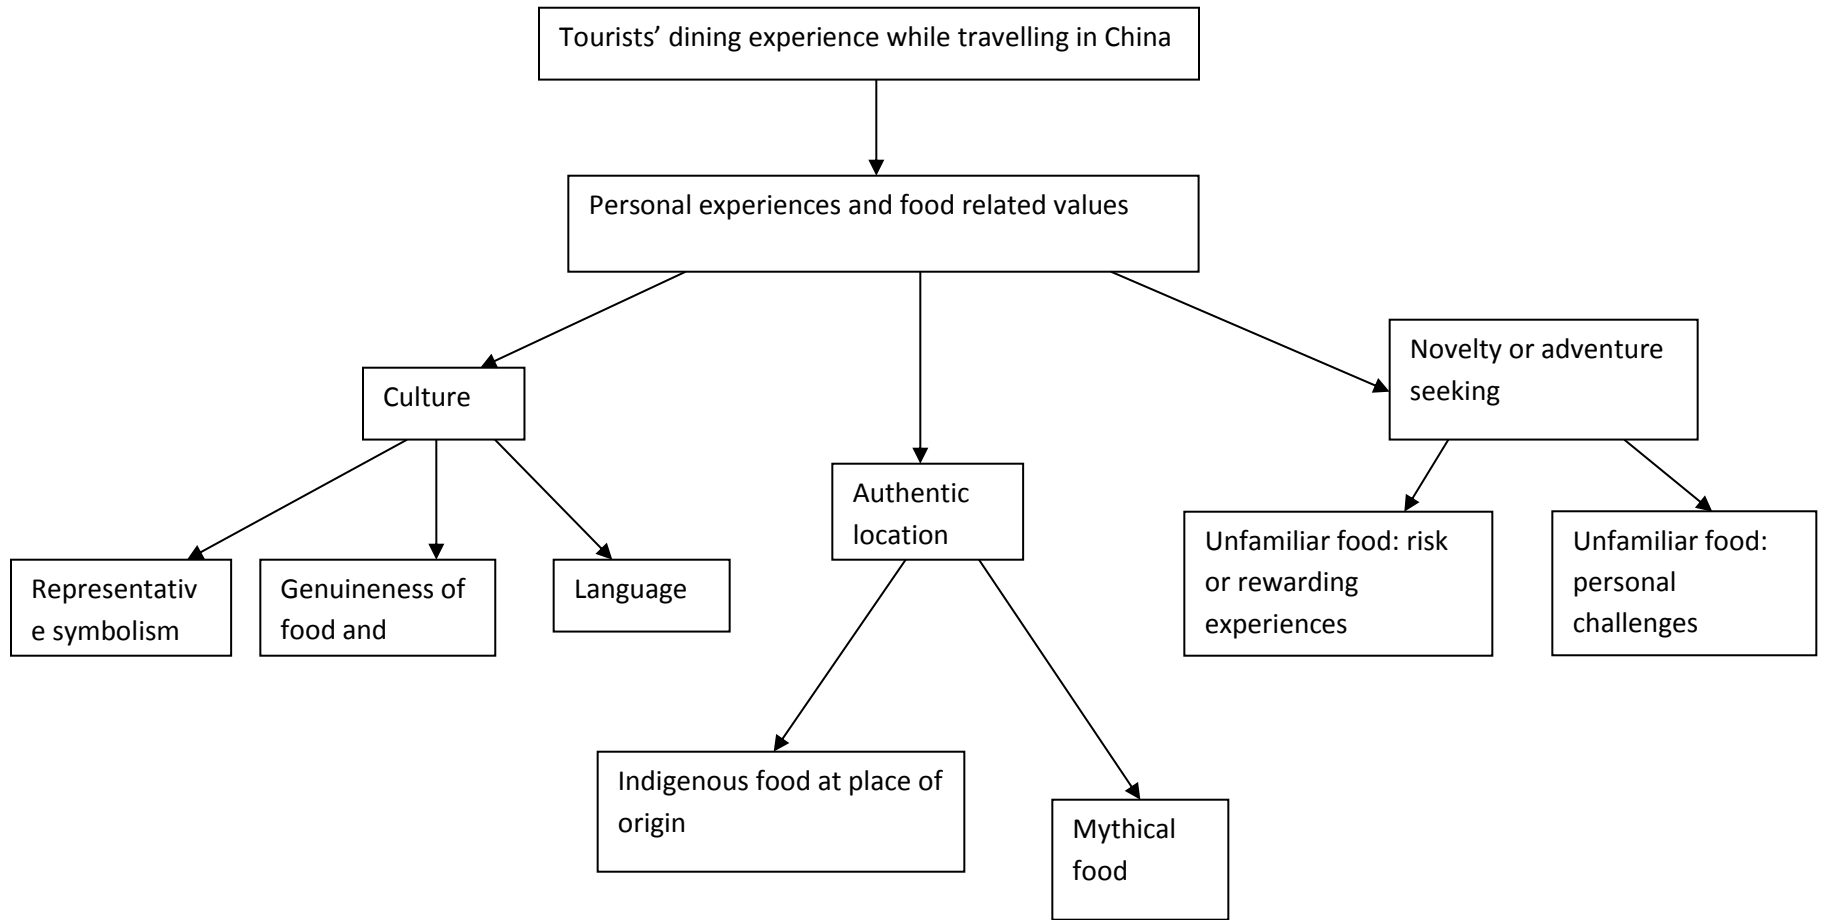 Tourists’ dining experience while travelling in China
Personal experiences and food related values
Novelty or adventure
seeking
Culture
Authentic
location
Representativ
e symbolism
Genuineness of
food and
Language
Unfamiliar food: risk
or rewarding
experiences
Unfamiliar food:
personal
challenges
Indigenous food at place of
origin
Mythical
food